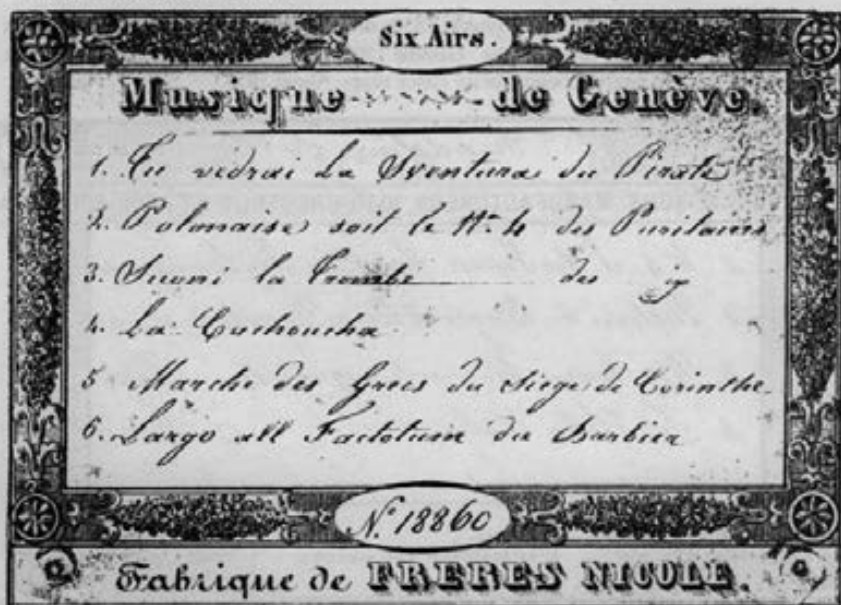 Six Airs.
Musique de Genève.
1. Tu vedrai La Sventura du Pirate
2. Polonaise soit le No. 4 des Puritains
3. Suoni la Trombe des
4. La Cachoucha
5 Marche des Grecs du Siege de Corinthe
6. Largo all Factotum du Barbier
No. 18860
Fabrique de FRERES NICOLE.